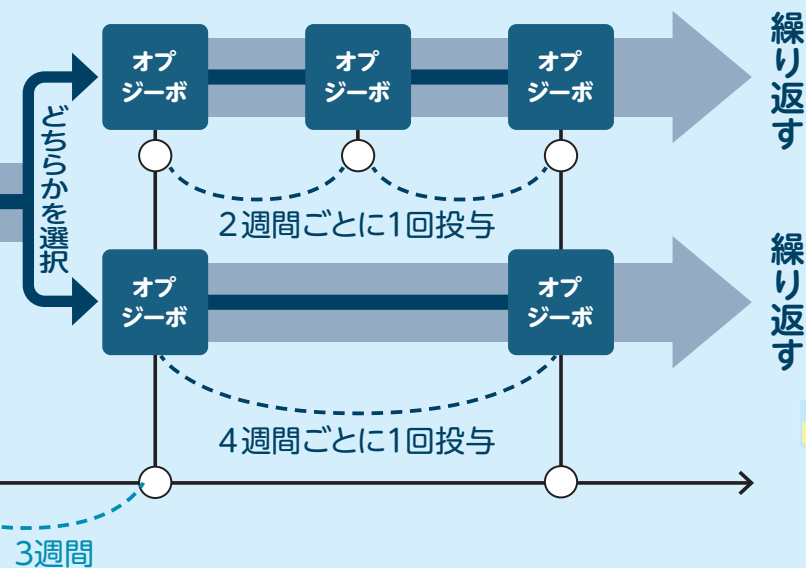 どちらかを選択
オプ
ジーボ
オプ
ジーボ
オプ
ジーボ
繰り返す
2週間ごとに1回投与
オプ
ジーボ
オプ
ジーボ
繰り返す
4週間ごとに1回投与
3週間